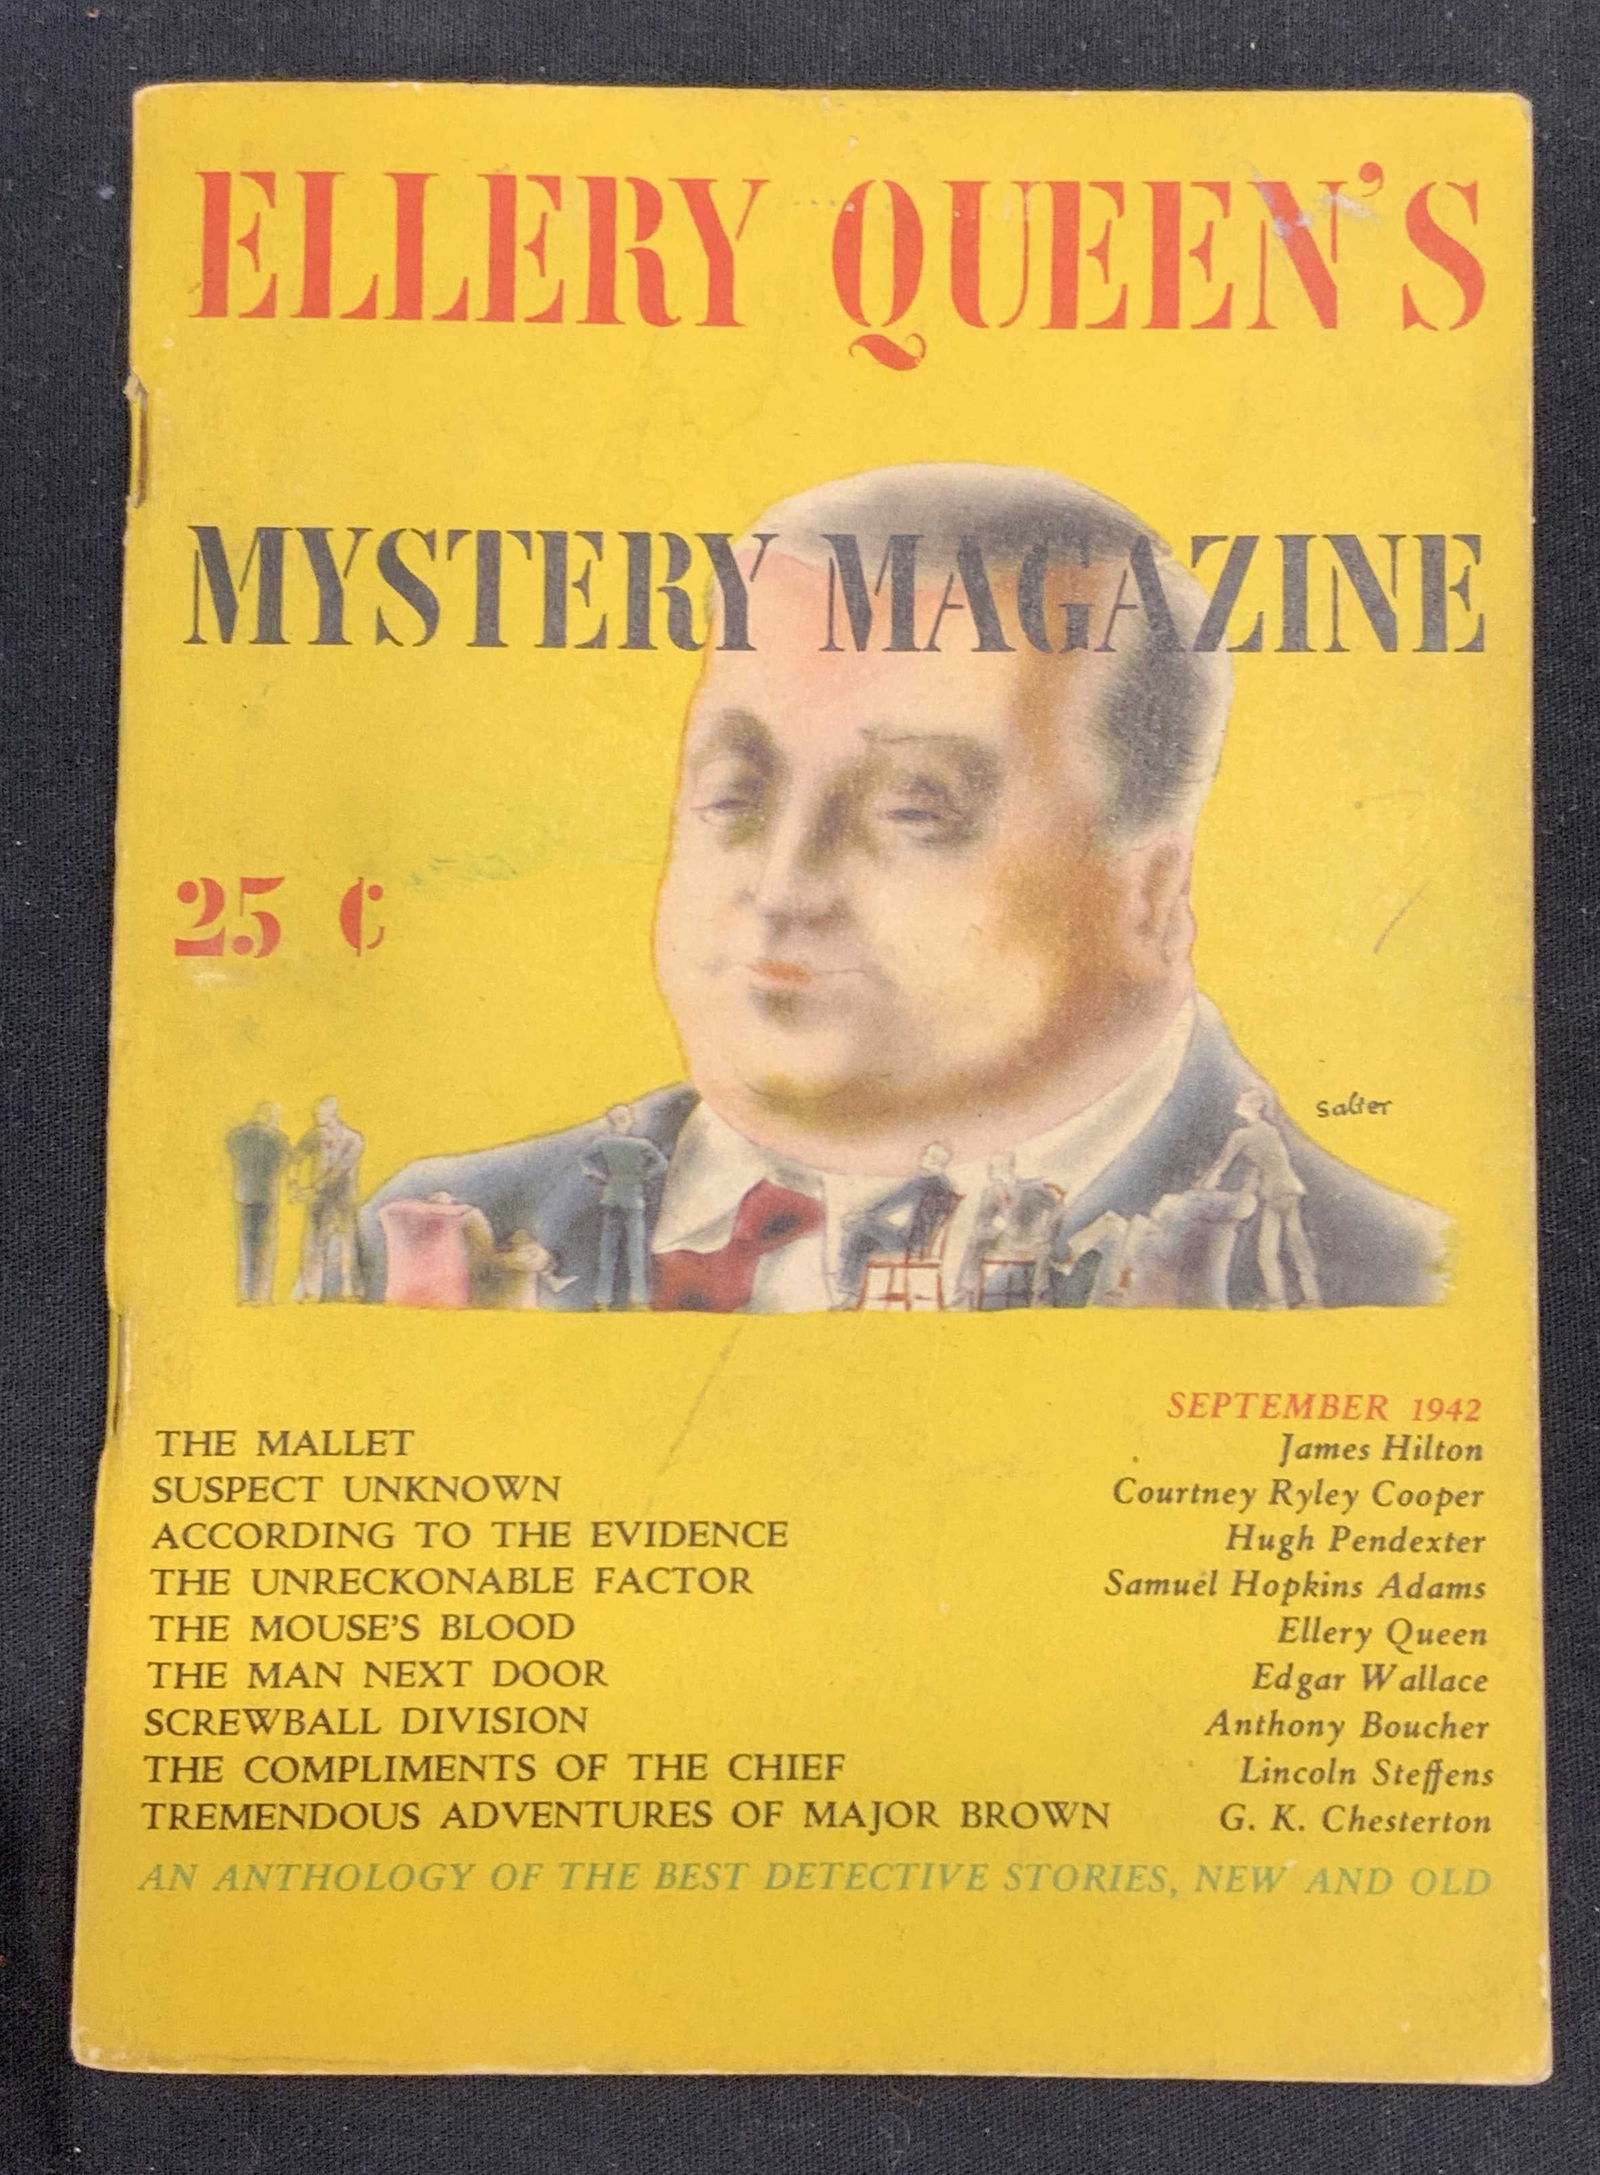 ELLERY QUEEN'S
MYSTERY MAGAZINE
25 ¢
Salter
SEPTEMBER 1942
THE MALLET James Hilton
SUSPECT UNKNOWN Courtney Ryley Cooper
ACCORDING TO THE EVIDENCE Hugh Pendexter
THE UNRECKONABLE FACTOR Samuel Hopkins Adams
THE MOUSE'S BLOOD Ellery Queen
THE MAN NEXT DOOR Edgar Wallace
SCREWBALL DIVISION Anthony Boucher
THE COMPLIMENTS OF THE CHIEF Lincoln Steffens
TREMENDOUS ADVENTURES OF MAJOR BROWN G. K. Chesterton
AN ANTHOLOGY OF THE BEST DETECTIVE STORIES, NEW AND OLD